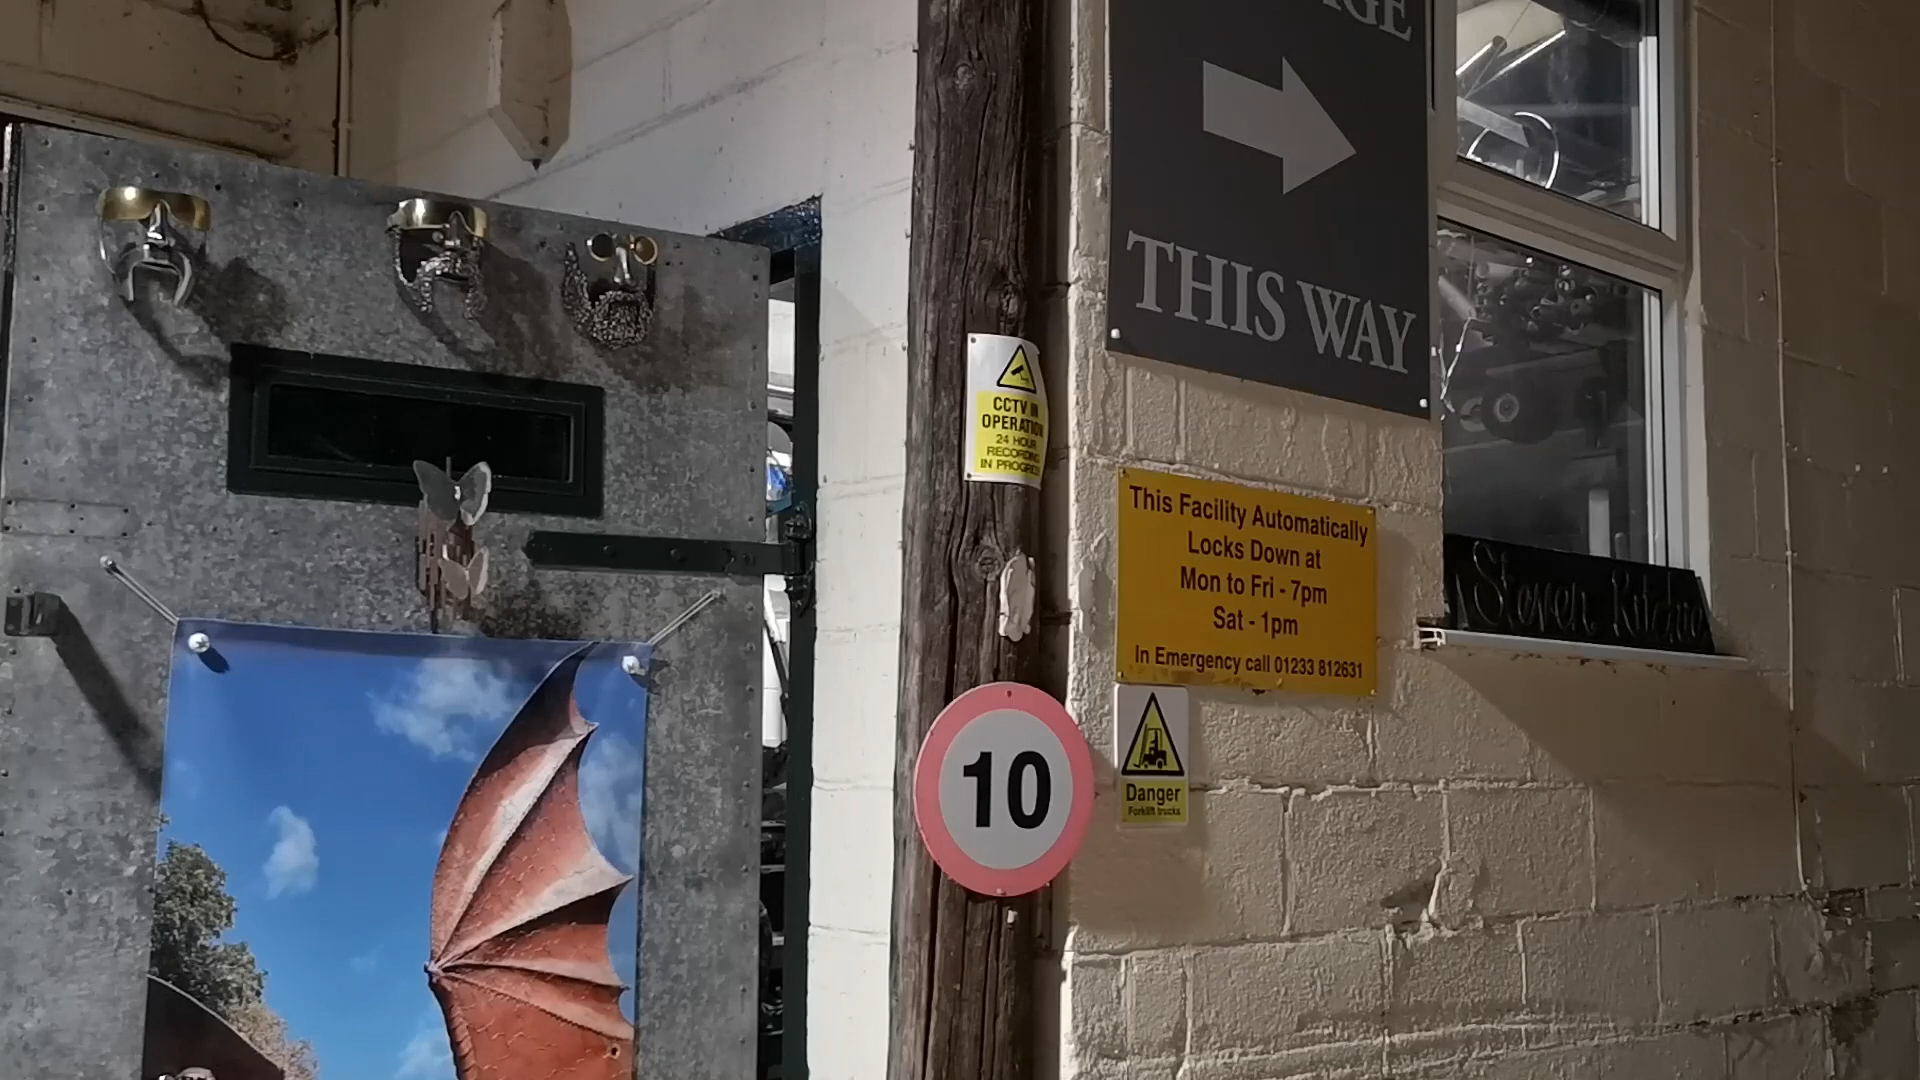 THIS WAY
CCTV IN
OPERATION
24 HOUR
RECORDING
IN PROGRESS
This Facility Automatically
Locks Down at
Mon to Fri - 7pm
Sat - 1pm
In Emergency call 01233 812631
Steven
10
Danger
Forklift trucks